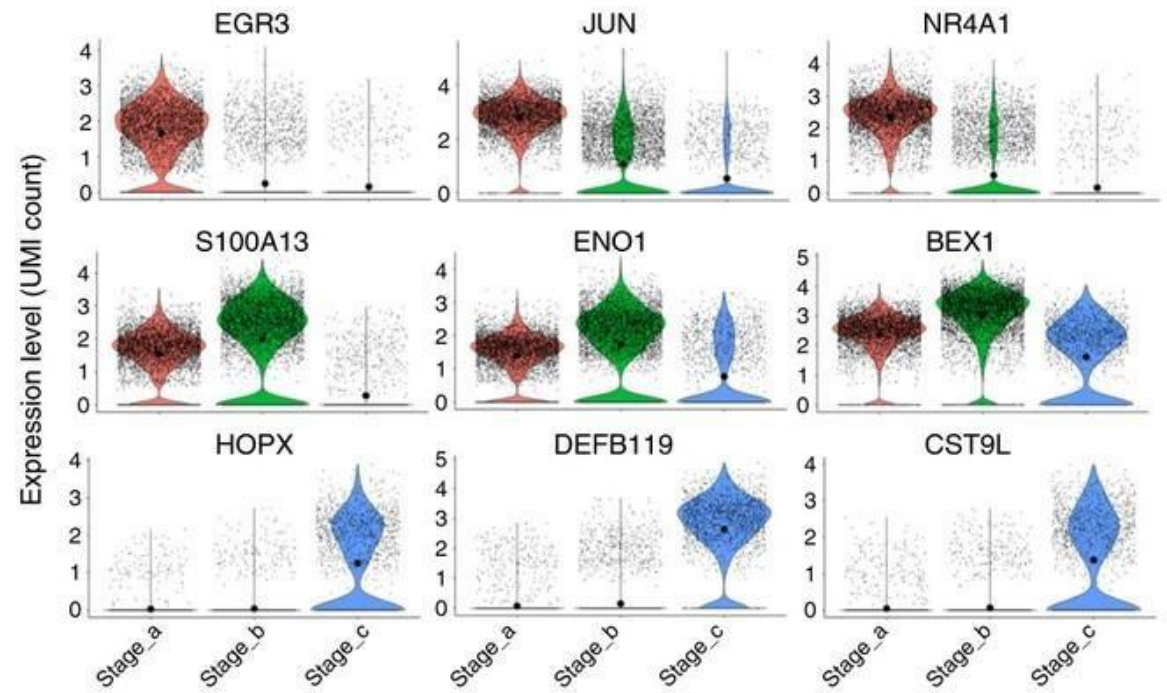 EGR3 JUN NR4A1
4 4 4
3 3
2 2 2
1 1
0 0 0
Expression level (UMI count)
S100A13 ENO1 BEX1
4 4 5
3 3 4
2 2 3
1 1 2
0 0 1
0
HOPX DEFB119 CST9L
4 5 4
3 4 3
2 3 2
1 2 1
0 1 0
0
Stage_a Stage_b Stage_c Stage_a Stage_b Stage_c Stage_a Stage_b Stage_c